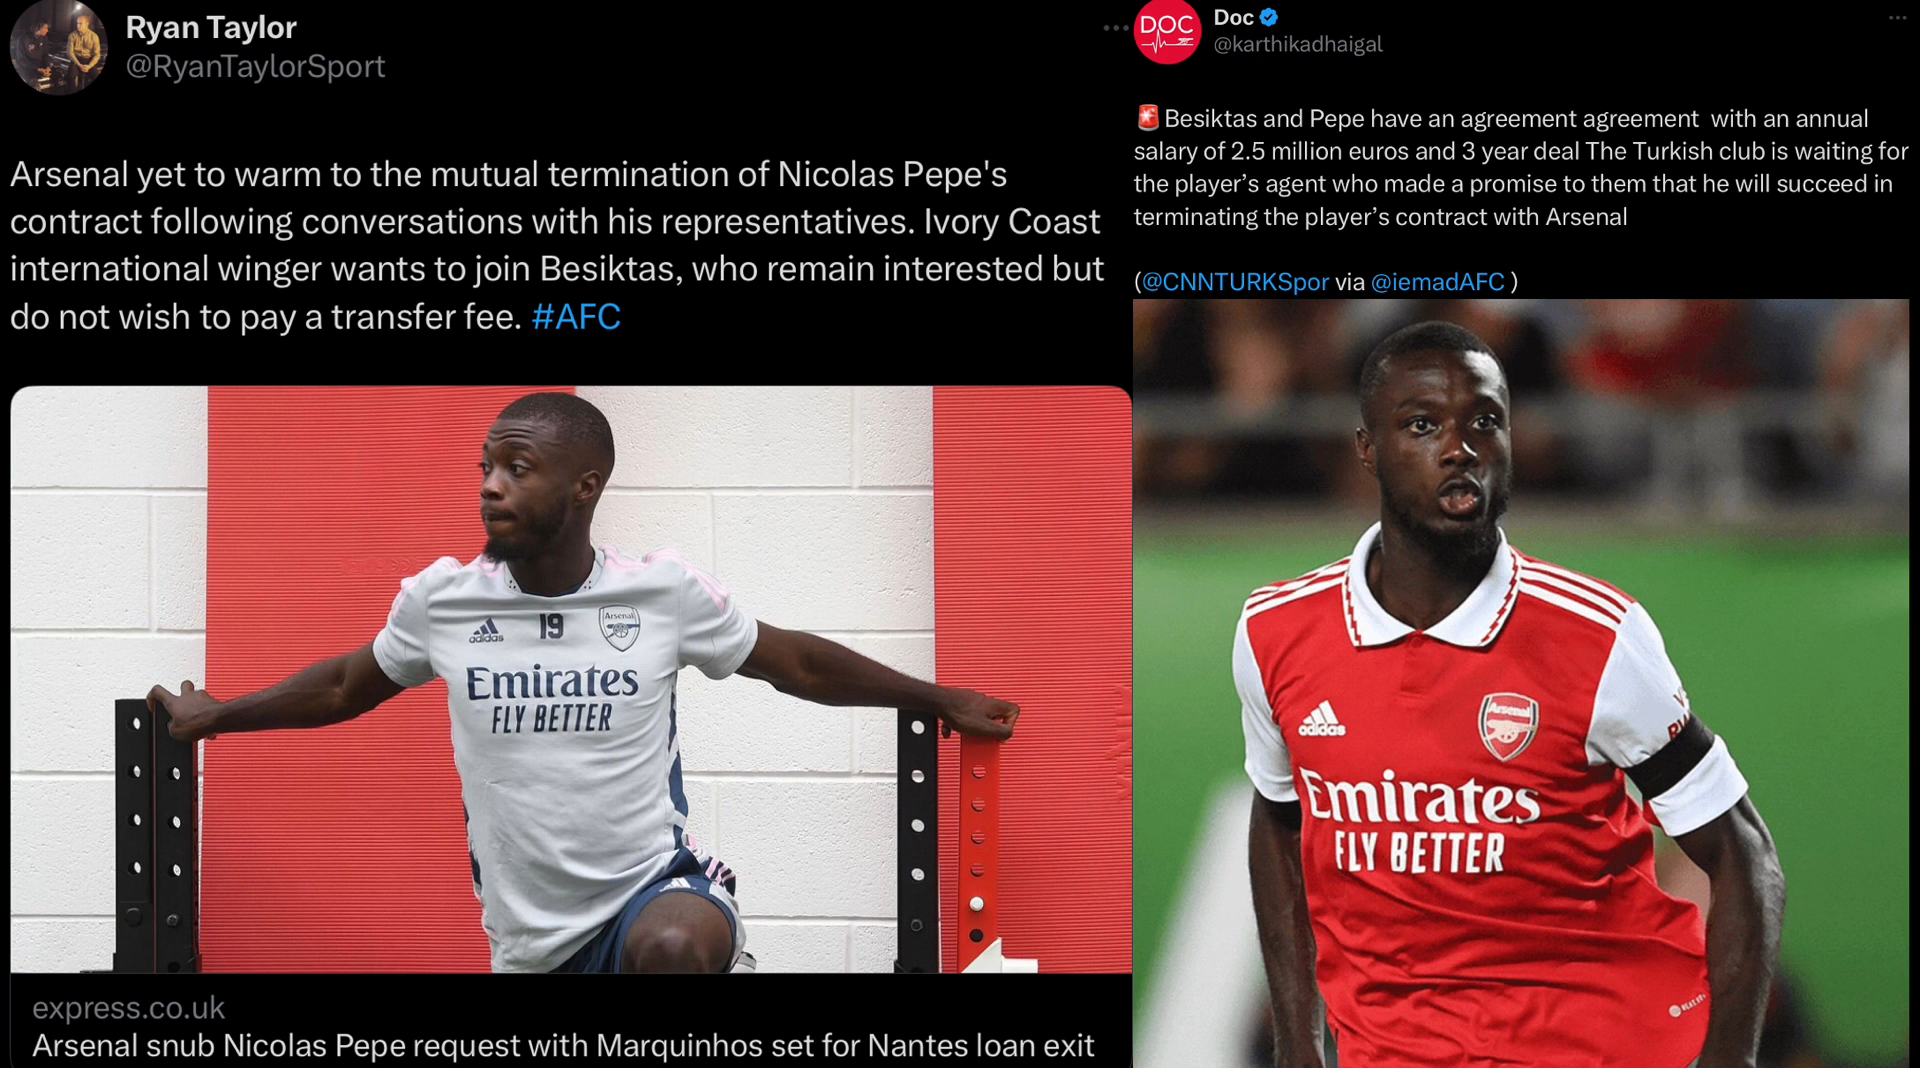 Ryan Taylor
@RyanTaylorSport
Arsenal yet to warm to the mutual termination of Nicolas Pepe's
contract following conversations with his representatives. Ivory Coast
international winger wants to join Besiktas, who remain interested but
do not wish to pay a transfer fee. #AFC
adidas
19
Arsenal
Emirates
FLY BETTER
express.co.uk
Arsenal snub Nicolas Pepe request with Marquinhos set for Nantes loan exit
DOC
Doc
@karthikadhaigal
🚨Besiktas and Pepe have an agreement agreement with an annual
salary of 2.5 million euros and 3 year deal The Turkish club is waiting for
the player’s agent who made a promise to them that he will succeed in
terminating the player’s contract with Arsenal
(@CNNTURKSpor via @iemadAFC )
adidas
Arsenal
Emirates
FLY BETTER